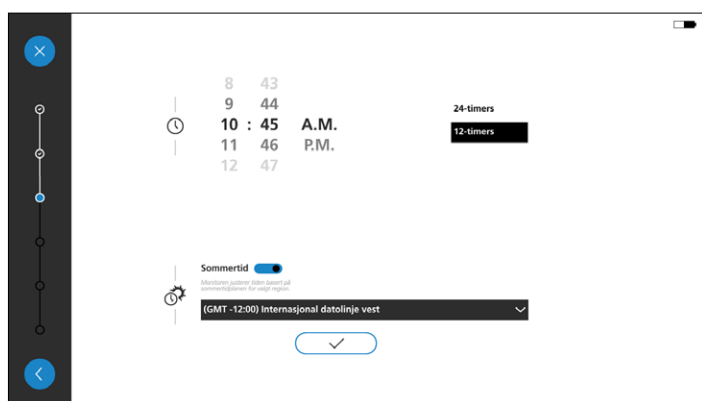 8 43
9 44
10 : 45 A.M.
11 46 P.M.
12 47
24-timers
12-timers
Sommertid
Monitoren justerer tiden basert på
sommertidplanen for valgt region
(GMT -12:00) Internasjonal datolinje vest